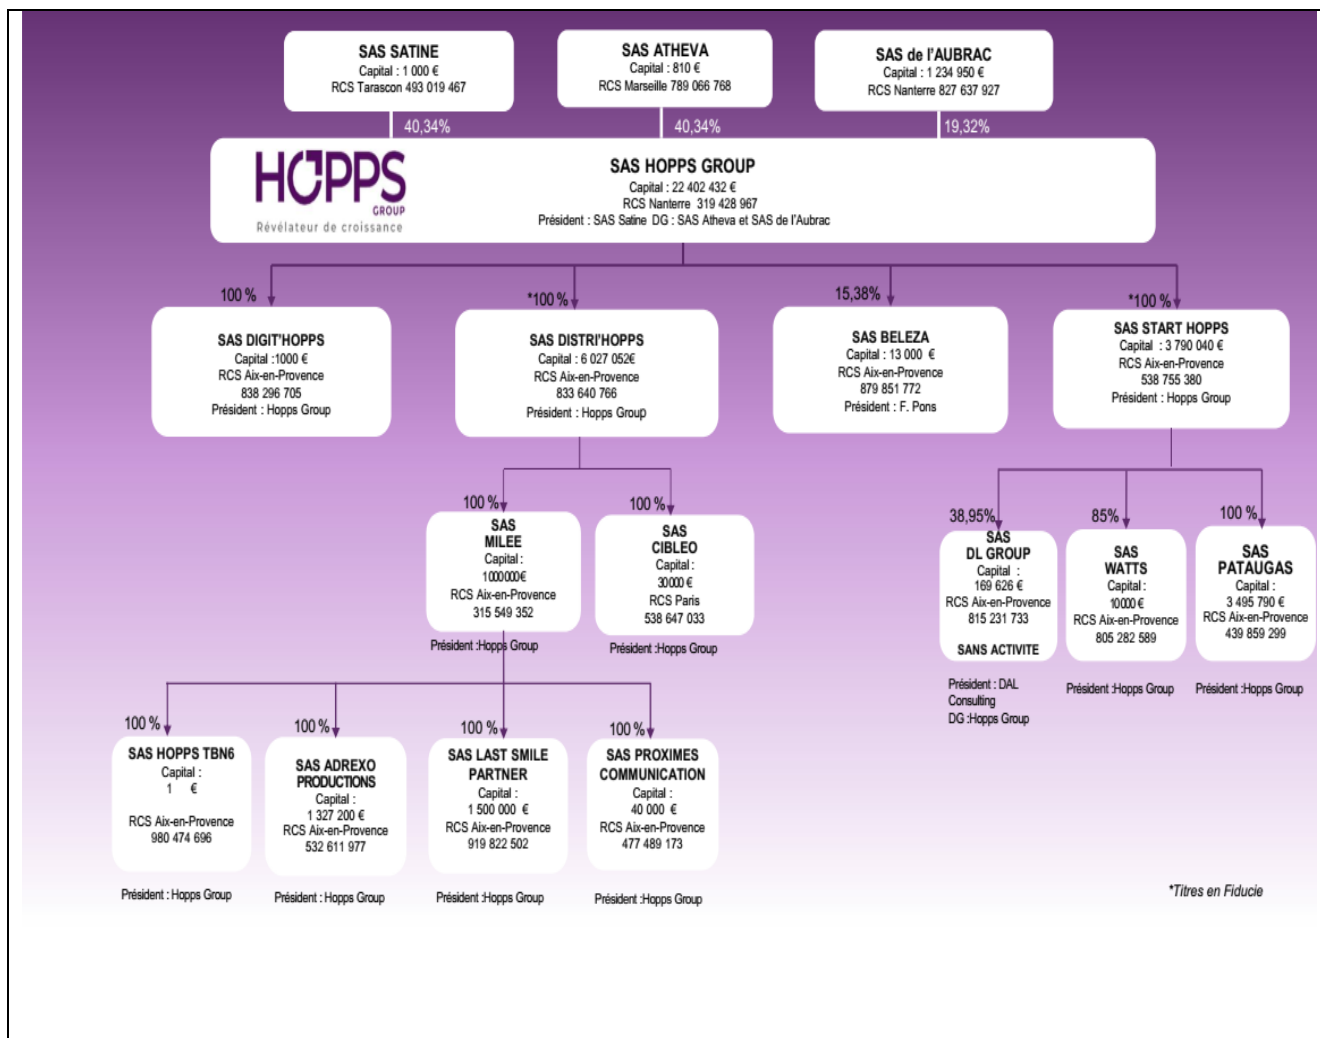 SAS SATINE
Capital : 1 000 €
RCS Tarascon 493 019 467
SAS ATHEVA
Capital : 810 €
RCS Marseille 789 066 768
SAS de l'AUBRAC
Capital : 1 234 950 €
RCS Nanterre 827 637 927
40,34%
40,34%
19,32%
HOPPS
GROUP
Révélateur de croissance
SAS HOPPS GROUP
Capital : 22 402 432 €
RCS Nanterre 319 428 967
Président : SAS Satine DG : SAS Atheva et SAS de l'Aubrac
100 %
*100 %
15,38%
*100 %
SAS DIGIT'HOPPS
Capital :1000 €
RCS Aix-en-Provence
838 296 705
Président : Hopps Group
SAS DISTRI'HOPPS
Capital : 6 027 052€
RCS Aix-en-Provence
833 640 766
Président : Hopps Group
SAS BELEZA
Capital : 13 000 €
RCS Aix-en-Provence
879 851 772
Président : F. Pons
SAS START HOPPS
Capital : 3 790 040 €
RCS Aix-en-Provence
538 755 380
Président : Hopps Group
100 %
100 %
38,95%
85%
100 %
SAS
MILEE
Capital :
1000000€
RCS Aix-en-Provence
315 549 352
Président :Hopps Group
SAS
CIBLEO
Capital:
30000 €
RCS Paris
538 647 033
Président :Hopps Group
SAS
DL GROUP
Capital :
169 626 €
RCS Aix-en-Provence
815 231 733
SANS ACTIVITE
Président : DAL
Consulting
DG :Hopps Group
SAS
WATTS
Capital :
10000 €
RCS Aix-en-Provence
805 282 589
Président :Hopps Group
SAS
PATAUGAS
Capital :
3 495 790 €
RCS Aix-en-Provence
439 859 299
Président :Hopps Group
100 %
100 %
100 %
100 %
SAS HOPPS TBN6
Capital :
1 €
RCS Aix-en-Provence
980 474 696
Président : Hopps Group
SAS ADREXO
PRODUCTIONS
Capital :
1 327 200 €
RCS Aix-en-Provence
532 611 977
Président : Hopps Group
SAS LAST SMILE
PARTNER
Capital :
1 500 000 €
RCS Aix-en-Provence
919 822 502
Président :Hopps Group
SAS PROXIMES
COMMUNICATION
Capital :
40 000 €
RCS Aix-en-Provence
477 489 173
Président :Hopps Group
*Titres en Fiducie